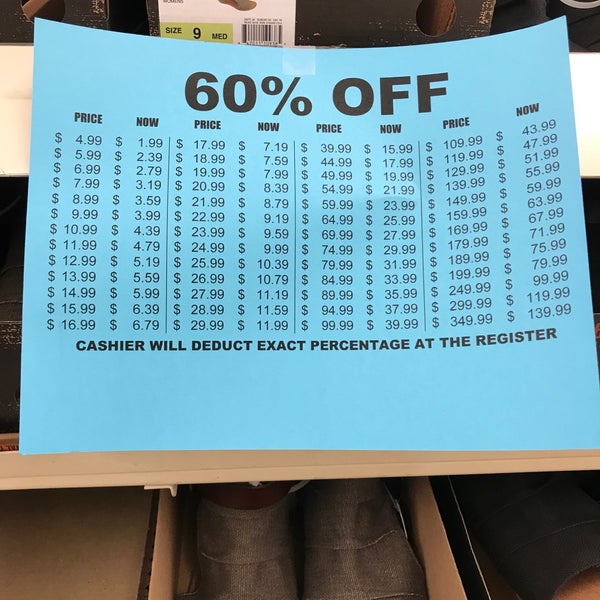 WOMENS
SIZE 9 MED
60% OFF
PRICE NOW PRICE NOW PRICE NOW PRICE NOW
$ 4.99 $ 1.99 $ 17.99 $ 7.19 $ 39.99 $ 15.99 $ 109.99 $ 43.99
$ 5.99 $ 2.39 $ 18.99 $ 7.59 $ 44.99 $ 17.99 $ 119.99 $ 47.99
$ 6.99 $ 2.79 $ 19.99 $ 7.99 $ 49.99 $ 19.99 $ 129.99 $ 51.99
$ 7.99 $ 3.19 $ 20.99 $ 8.39 $ 54.99 $ 21.99 $ 139.99 $ 55.99
$ 8.99 $ 3.59 $ 21.99 $ 8.79 $ 59.99 $ 23.99 $ 149.99 $ 59.99
$ 9.99 $ 3.99 $ 22.99 $ 9.19 $ 64.99 $ 25.99 $ 159.99 $ 63.99
$ 10.99 $ 4.39 $ 23.99 $ 9.59 $ 69.99 $ 27.99 $ 169.99 $ 67.99
$ 11.99 $ 4.79 $ 24.99 $ 9.99 $ 74.99 $ 29.99 $ 179.99 $ 71.99
$ 12.99 $ 5.19 $ 25.99 $ 10.39 $ 79.99 $ 31.99 $ 189.99 $ 75.99
$ 13.99 $ 5.59 $ 26.99 $ 10.79 $ 84.99 $ 33.99 $ 199.99 $ 79.99
$ 14.99 $ 5.99 $ 27.99 $ 11.19 $ 89.99 $ 35.99 $ 249.99 $ 99.99
$ 15.99 $ 6.39 $ 28.99 $ 11.59 $ 94.99 $ 37.99 $ 299.99 $ 119.99
$ 16.99 $ 6.79 $ 29.99 $ 11.99 $ 99.99 $ 39.99 $ 349.99 $ 139.99
CASHIER WILL DEDUCT EXACT PERCENTAGE AT THE REGISTER